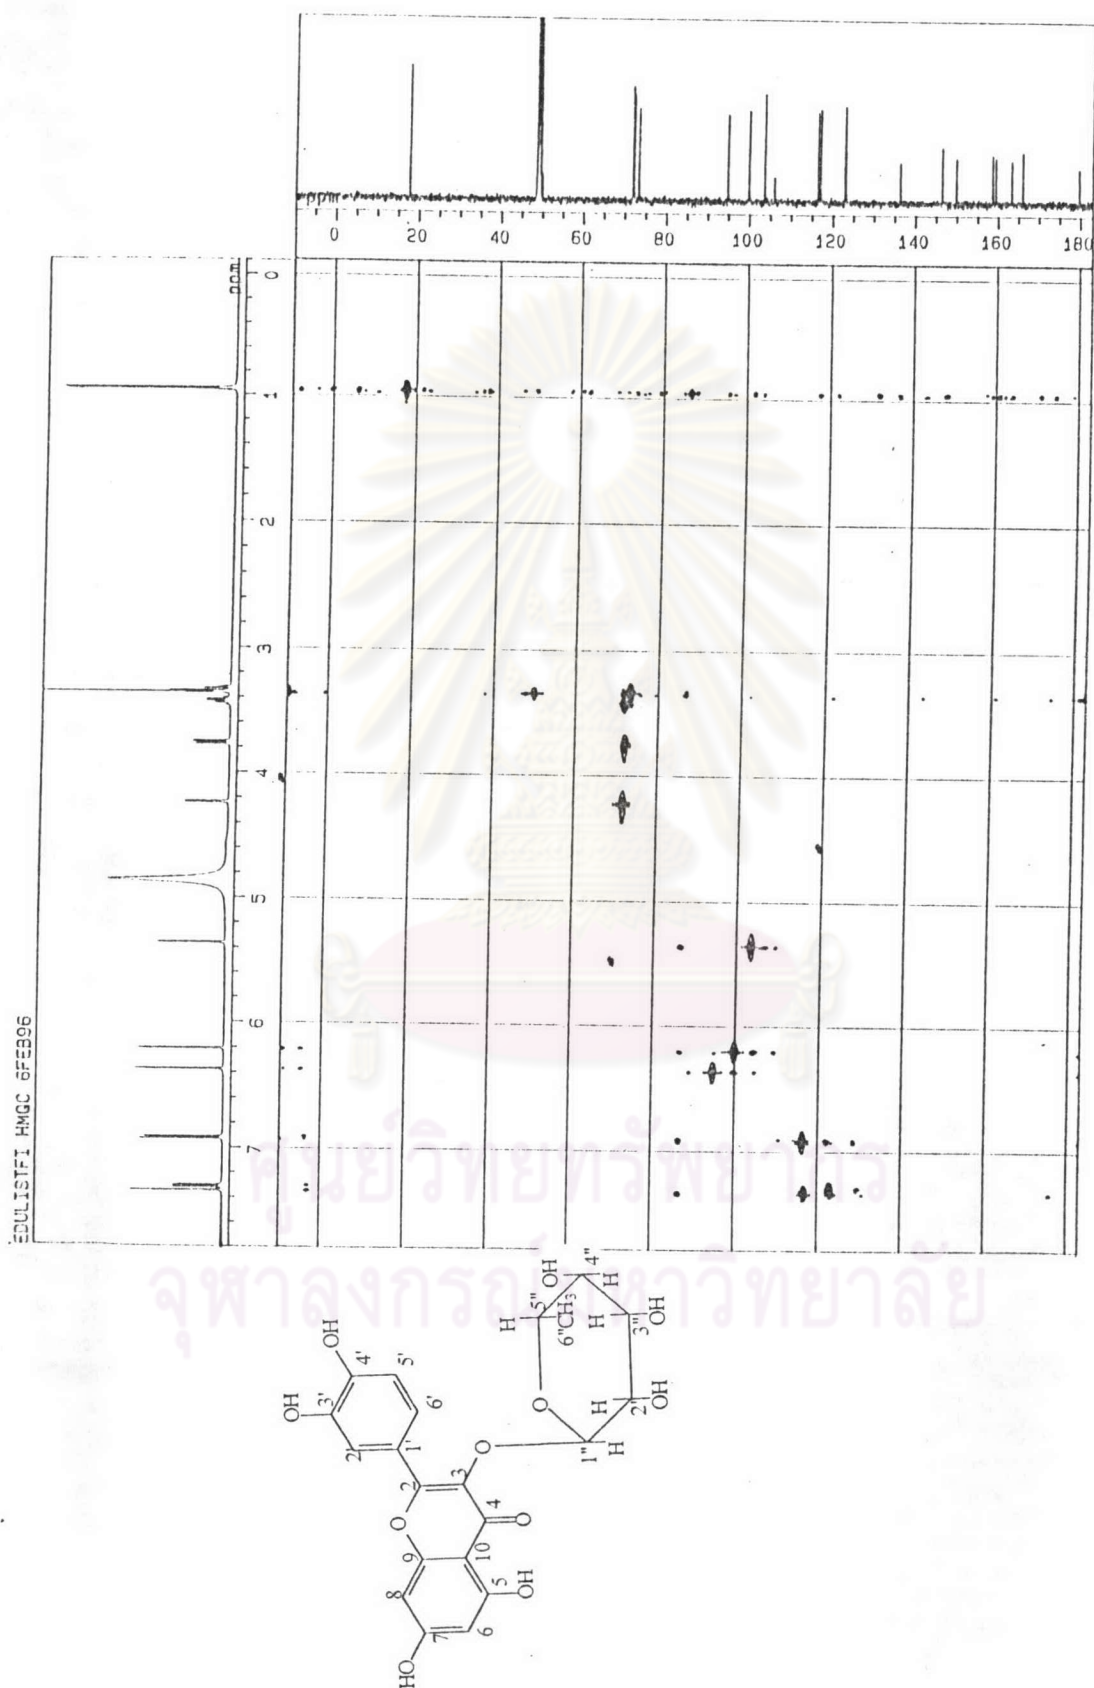 EDULISTFI HMGC 6FEB96
0 20 40 60 80 100 120 140 160 180
ppm
0
1
2
3
4
5
6
7
ศูนย์วิทยทรัพยากร
จุฬาลงกรณ์มหาวิทยาลัย
HO 7 8 9 O 2 1' 2' 3' OH
4' OH
5'
6'
6 5 OH
10 4 O
3 O
1" H
H 2" OH
O
H 5"
6"CH₃
H 3" OH
OH 4"
H